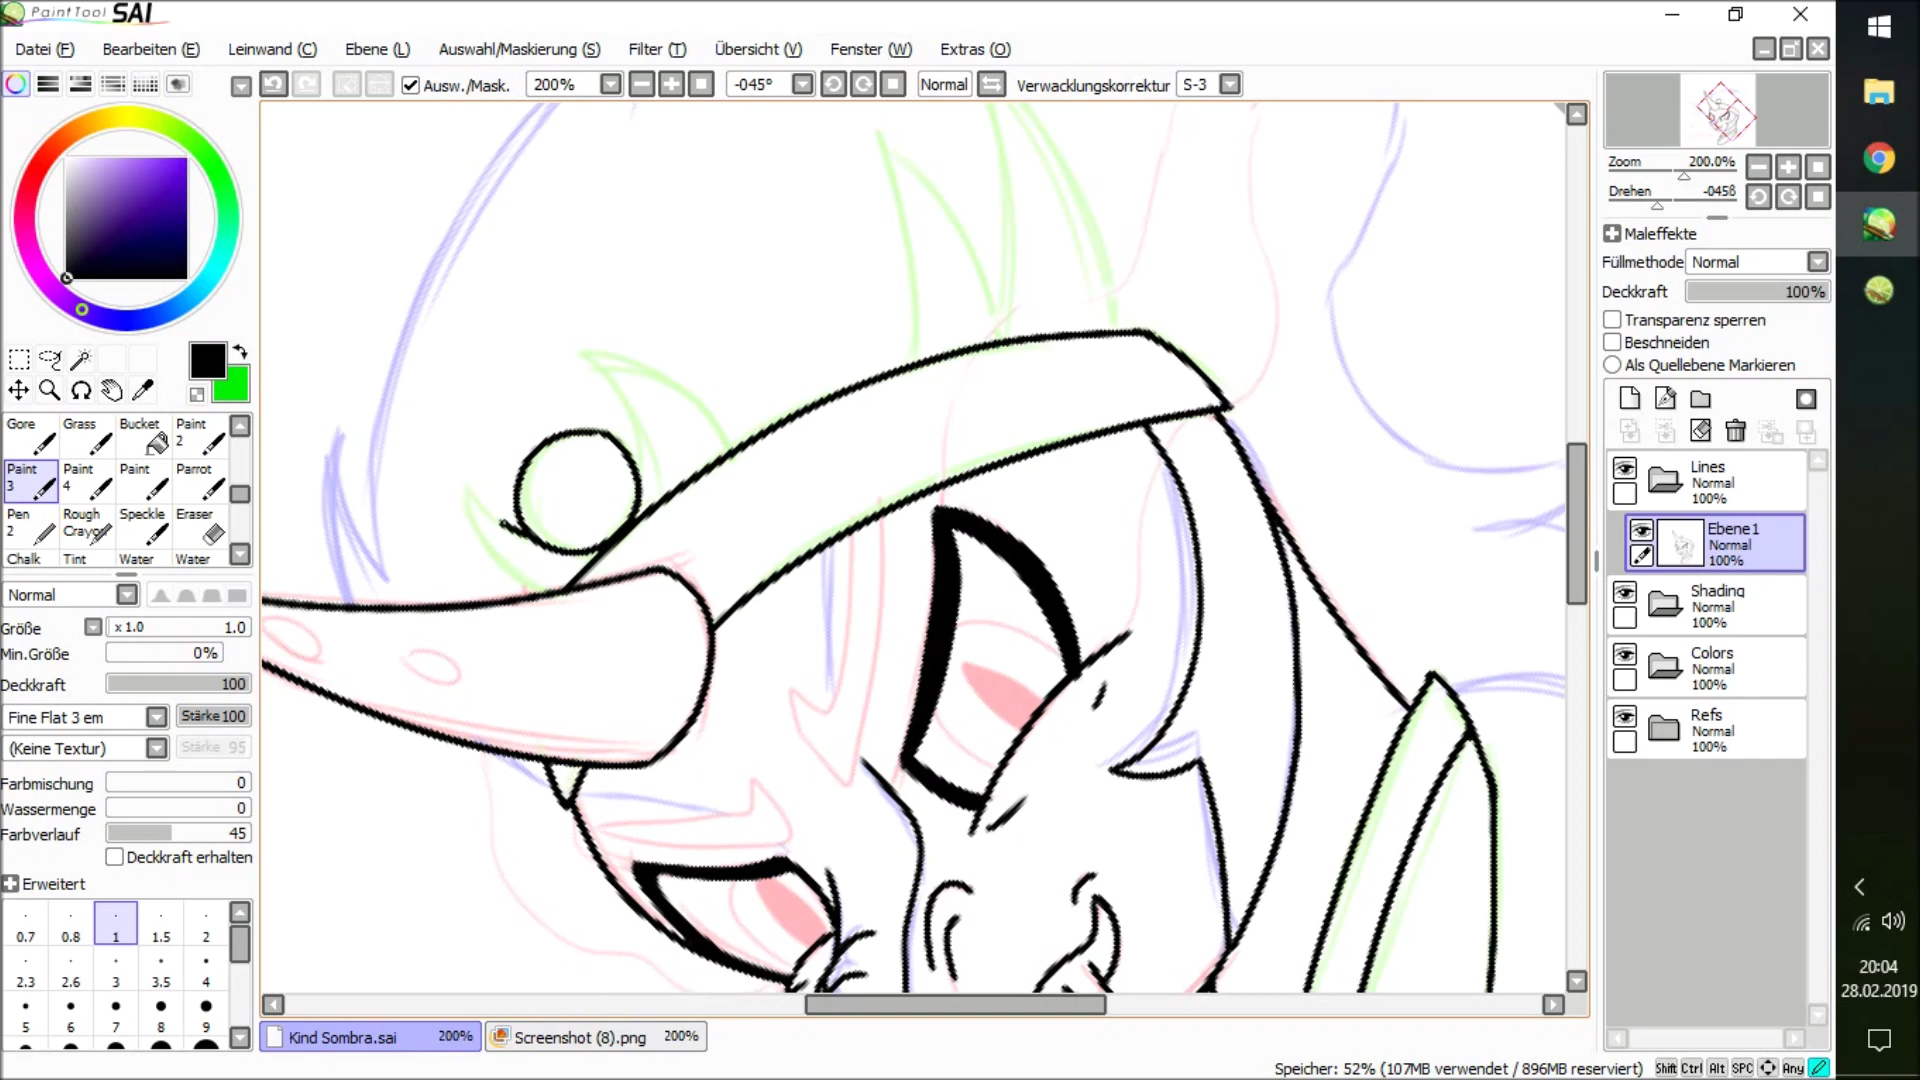 PaintTool SAI
Datei (F) Bearbeiten (E) Leinwand (C) Ebene (L) Auswahl/Maskierung (S) Filter (T) Übersicht (V) Fenster (W) Extras (O)
Ausw./Mask. 200% -045° Normal Verwacklungskorrektur S-3
Zoom 200.0%
Drehen -045ß
Maleffekte
Füllmethode Normal
Deckkraft 100%
Transparenz sperren
Beschneiden
Als Quellebene Markieren
Gore Grass Bucket Paint 2
Paint 3 Paint 4 Paint Parrot
Pen 2 Rough Crayon Speckle Eraser
Chalk Tint Water Water
Normal
Größe x 1.0 1.0
Min.Größe 0%
Deckkraft 100
Fine Flat 3 em Stärke 100
(Keine Textur) Stärke 95
Farbmischung 0
Wassermenge 0
Farbverlauf 45
Deckkraft erhalten
Erweitert
0.7 0.8 1 1.5 2
2.3 2.6 3 3.5 4
5 6 7 8 9
Lines
Normal
100%
Ebene1
Normal
100%
Shading
Normal
100%
Colors
Normal
100%
Refs
Normal
100%
Kind Sombra.sai 200% Screenshot (8).png 200%
Speicher: 52% (107MB verwendet / 896MB reserviert) Shift Ctrl Alt SPC Any
20:04
28.02.2019